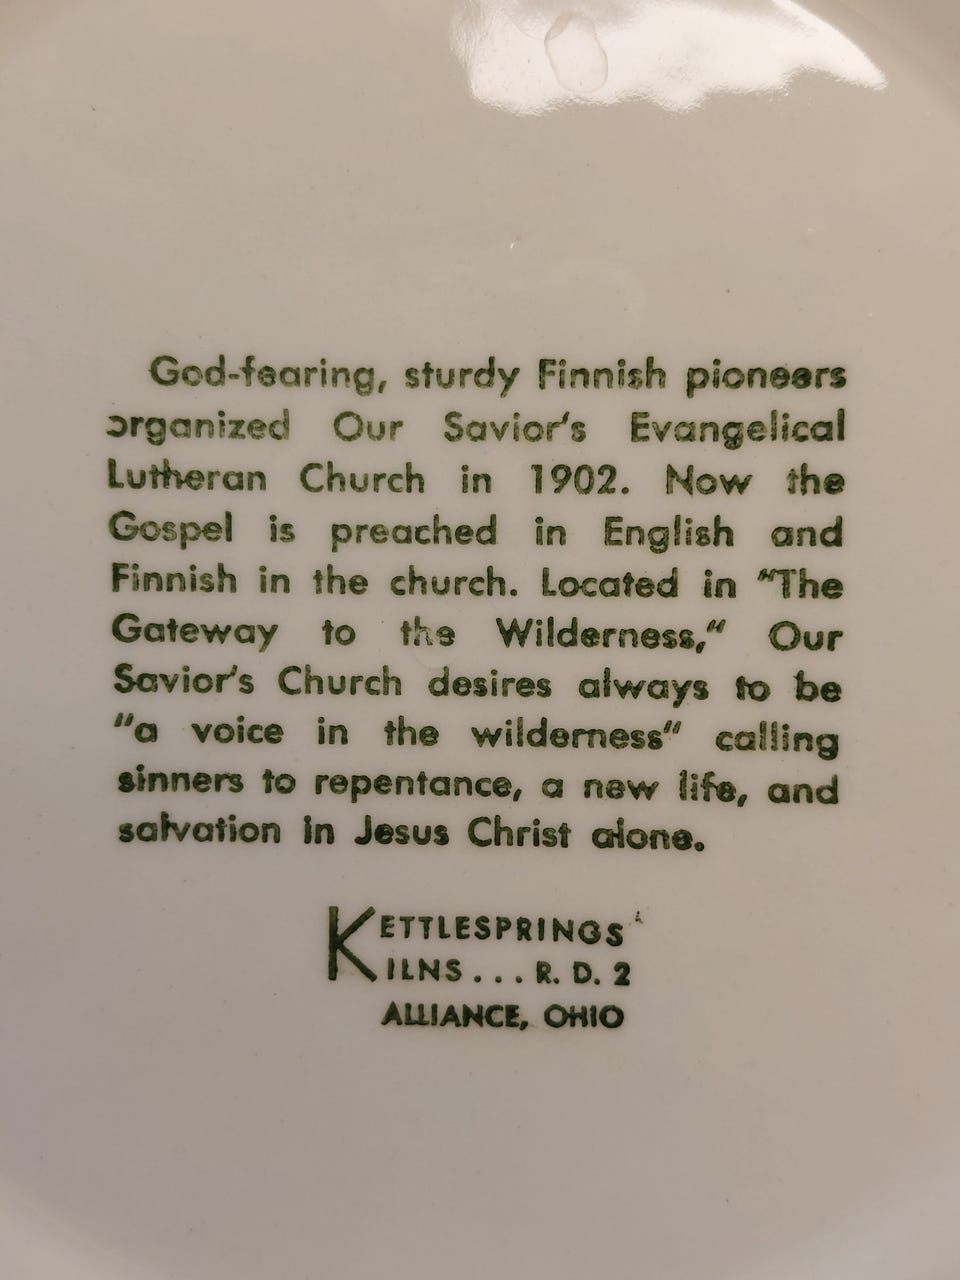 God-fearing, sturdy Finnish pioneers
organized Our Savior's Evangelical
Lutheran Church in 1902. Now the
Gospel is preached in English and
Finnish in the church. Located in "The
Gateway to the Wilderness," Our
Savior's Church desires always to be
"a voice in the wilderness" calling
sinners to repentance, a new life, and
salvation in Jesus Christ alone.
KETTLESPRINGS
KILNS... R. D. 2
ALLIANCE, OHIO